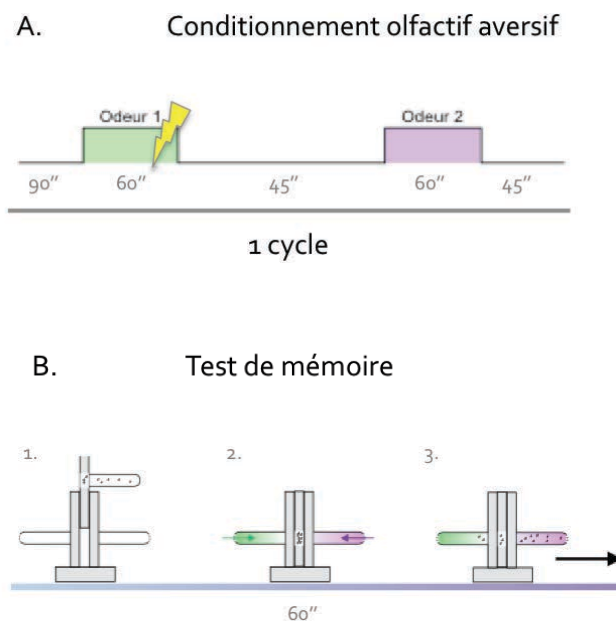 A. Conditionnement olfactif aversif
Odeur 1 Odeur 2
90″ 60″ 45″ 60″ 45″
1 cycle
B. Test de mémoire
1. 2. 3.
60″